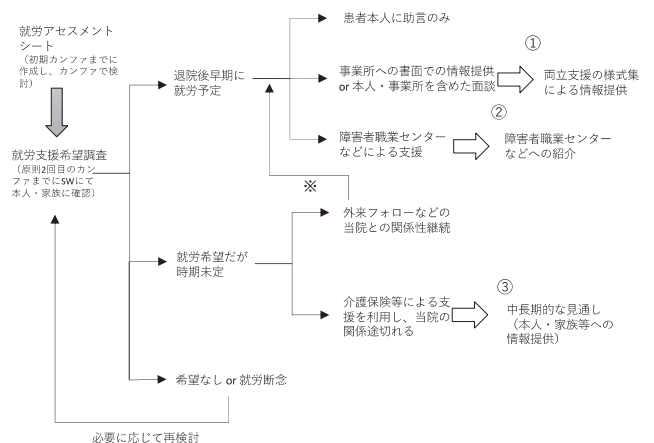 就労アセスメント
シート
（初期カンファまでに
作成し、カンファで検
討）
就労支援希望調査
（原則2回目のカン
ファまでにSWにて
本人・家族に確認）
退院後早期に
就労予定
患者本人に助言のみ
事業所への書面での情報提供
or 本人・事業所を含めた面談
①
両立支援の様式集
による情報提供
障害者職業センター
などによる支援
②
障害者職業センター
などへの紹介
※
就労希望だが
時期未定
外来フォローなどの
当院との関係性継続
介護保険等による支
援を利用し、当院の
関係途切れる
③
中長期的な見通し
（本人・家族等への
情報提供）
希望なし or 就労断念
必要に応じて再検討